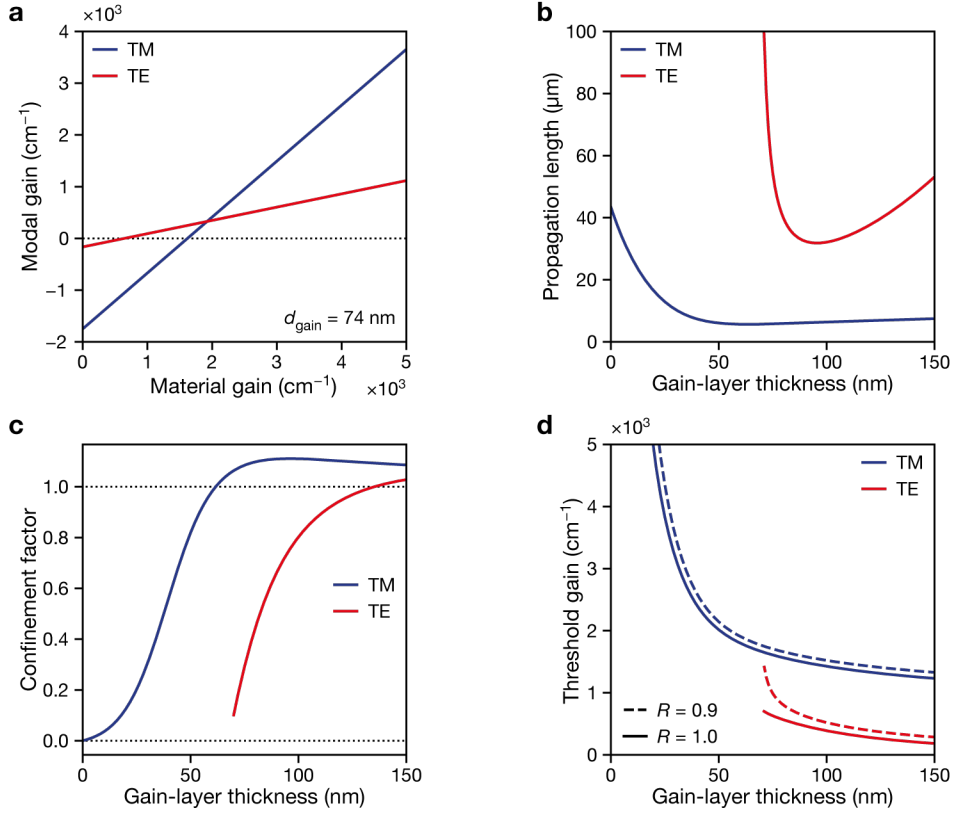 a
×10³
4
3
2
1
0
−1
−2
Modal gain (cm⁻¹)
TM
TE
d_gain = 74 nm
0 1 2 3 4 5
Material gain (cm⁻¹) ×10³
b
100
80
60
40
20
0
Propagation length (µm)
TM
TE
0 50 100 150
Gain-layer thickness (nm)
c
1.0
0.8
0.6
0.4
0.2
0.0
Confinement factor
TM
TE
0 50 100 150
Gain-layer thickness (nm)
d
×10³
5
4
3
2
1
0
Threshold gain (cm⁻¹)
TM
TE
R = 0.9
R = 1.0
0 50 100 150
Gain-layer thickness (nm)